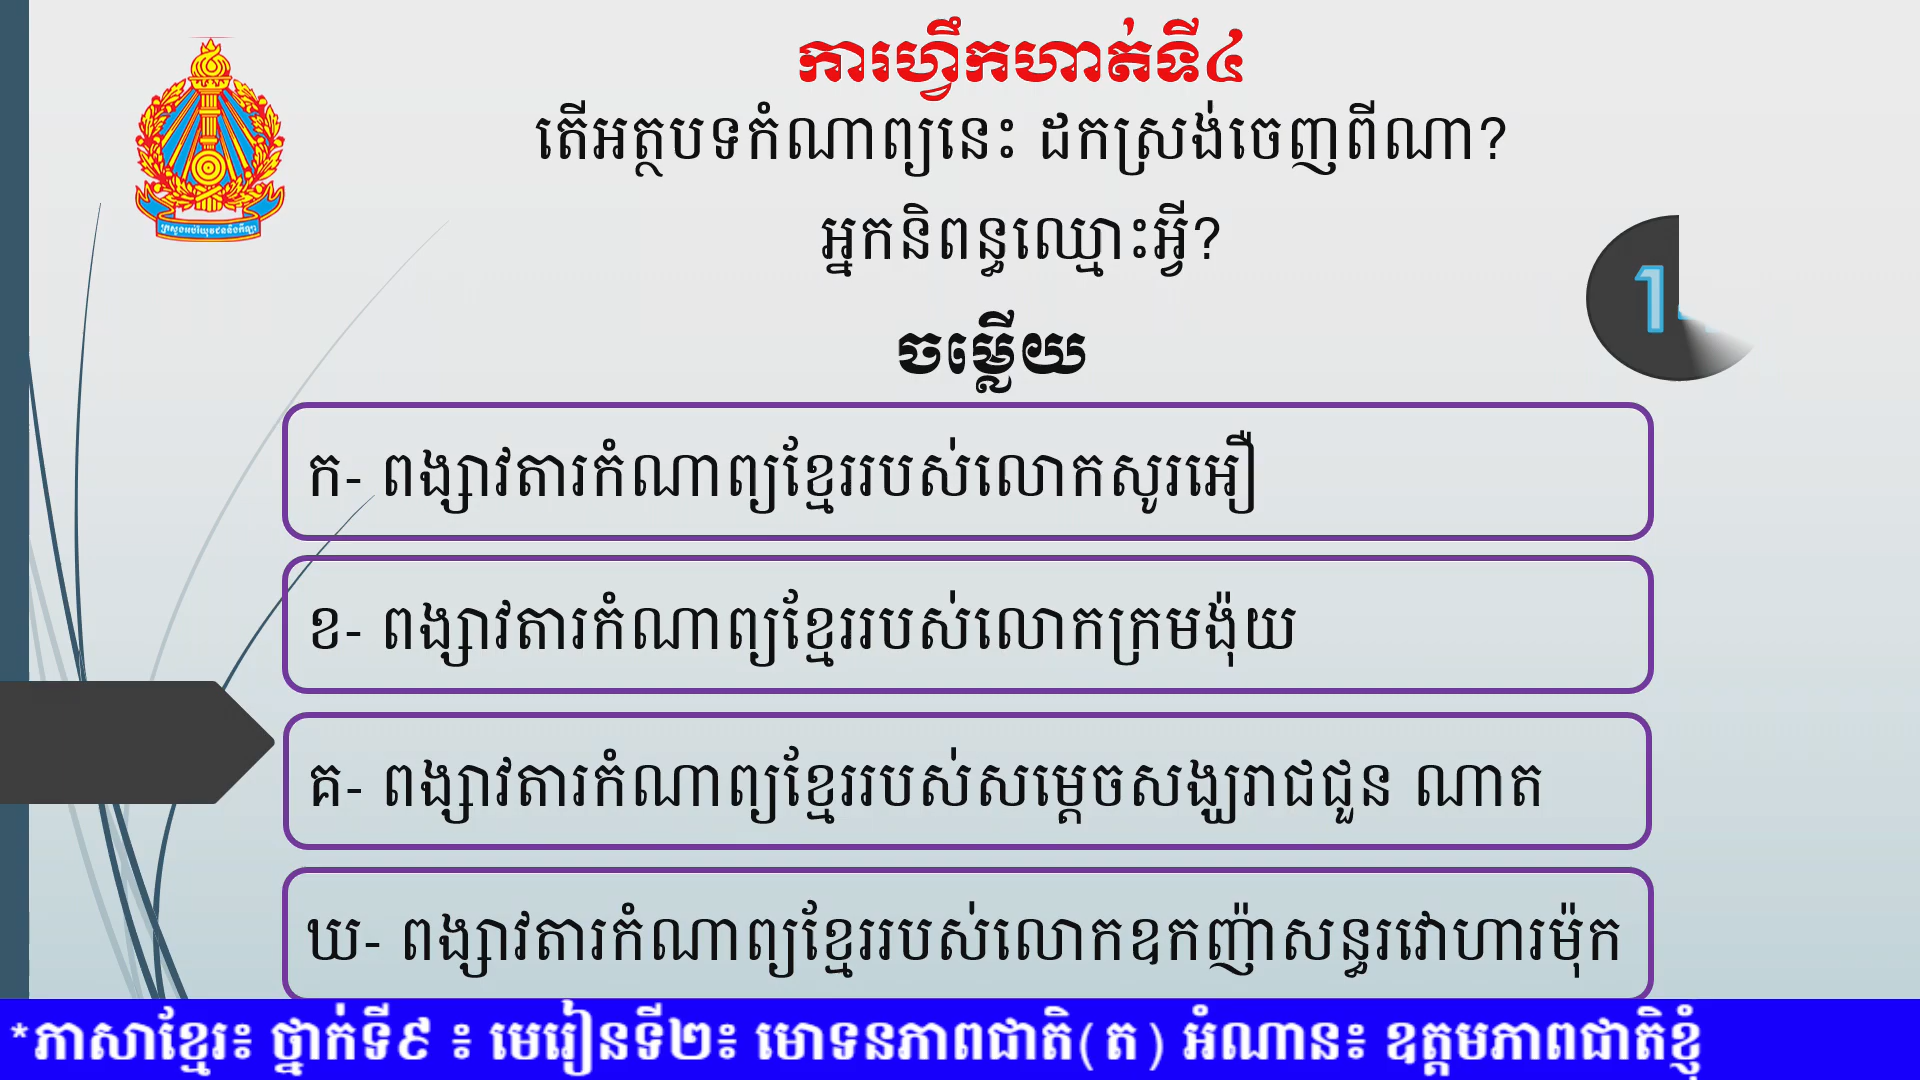 ការហ្វឹកហាត់ទី៤
តើអត្ថបទកំណាព្យនេះ ដកស្រង់ចេញពីណា?
អ្នកនិពន្ធឈ្មោះអ្វី?
ចម្លើយ
ក- ពង្សាវតារកំណាព្យខ្មែររបស់លោកសូរអឿ
ខ- ពង្សាវតារកំណាព្យខ្មែររបស់លោកក្រមង៉ុយ
គ- ពង្សាវតារកំណាព្យខ្មែររបស់សម្ដេចសង្ឃរាជជួន ណាត
ឃ- ពង្សាវតារកំណាព្យខ្មែររបស់លោកឧកញ៉ាសន្ធរវោហារម៉ុក
*ភាសាខ្មែរ៖ ថ្នាក់ទី៩ ៖ មេរៀនទី២៖ មោទនភាពជាតិ(ត) អំណាន៖ ឧត្តមភាពជាតិខ្ញុំ